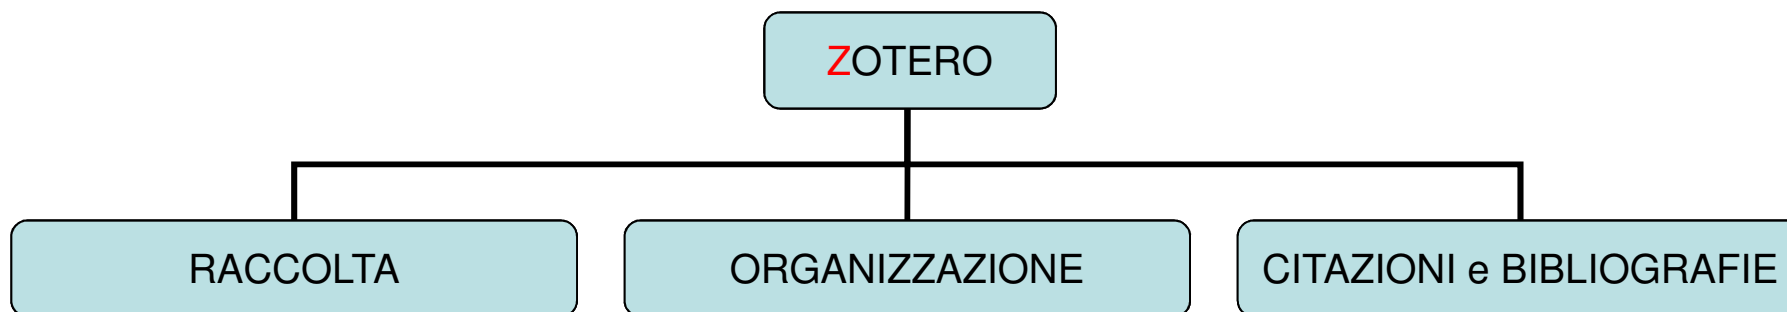 ZOTERO
RACCOLTA
ORGANIZZAZIONE
CITAZIONI e BIBLIOGRAFIE